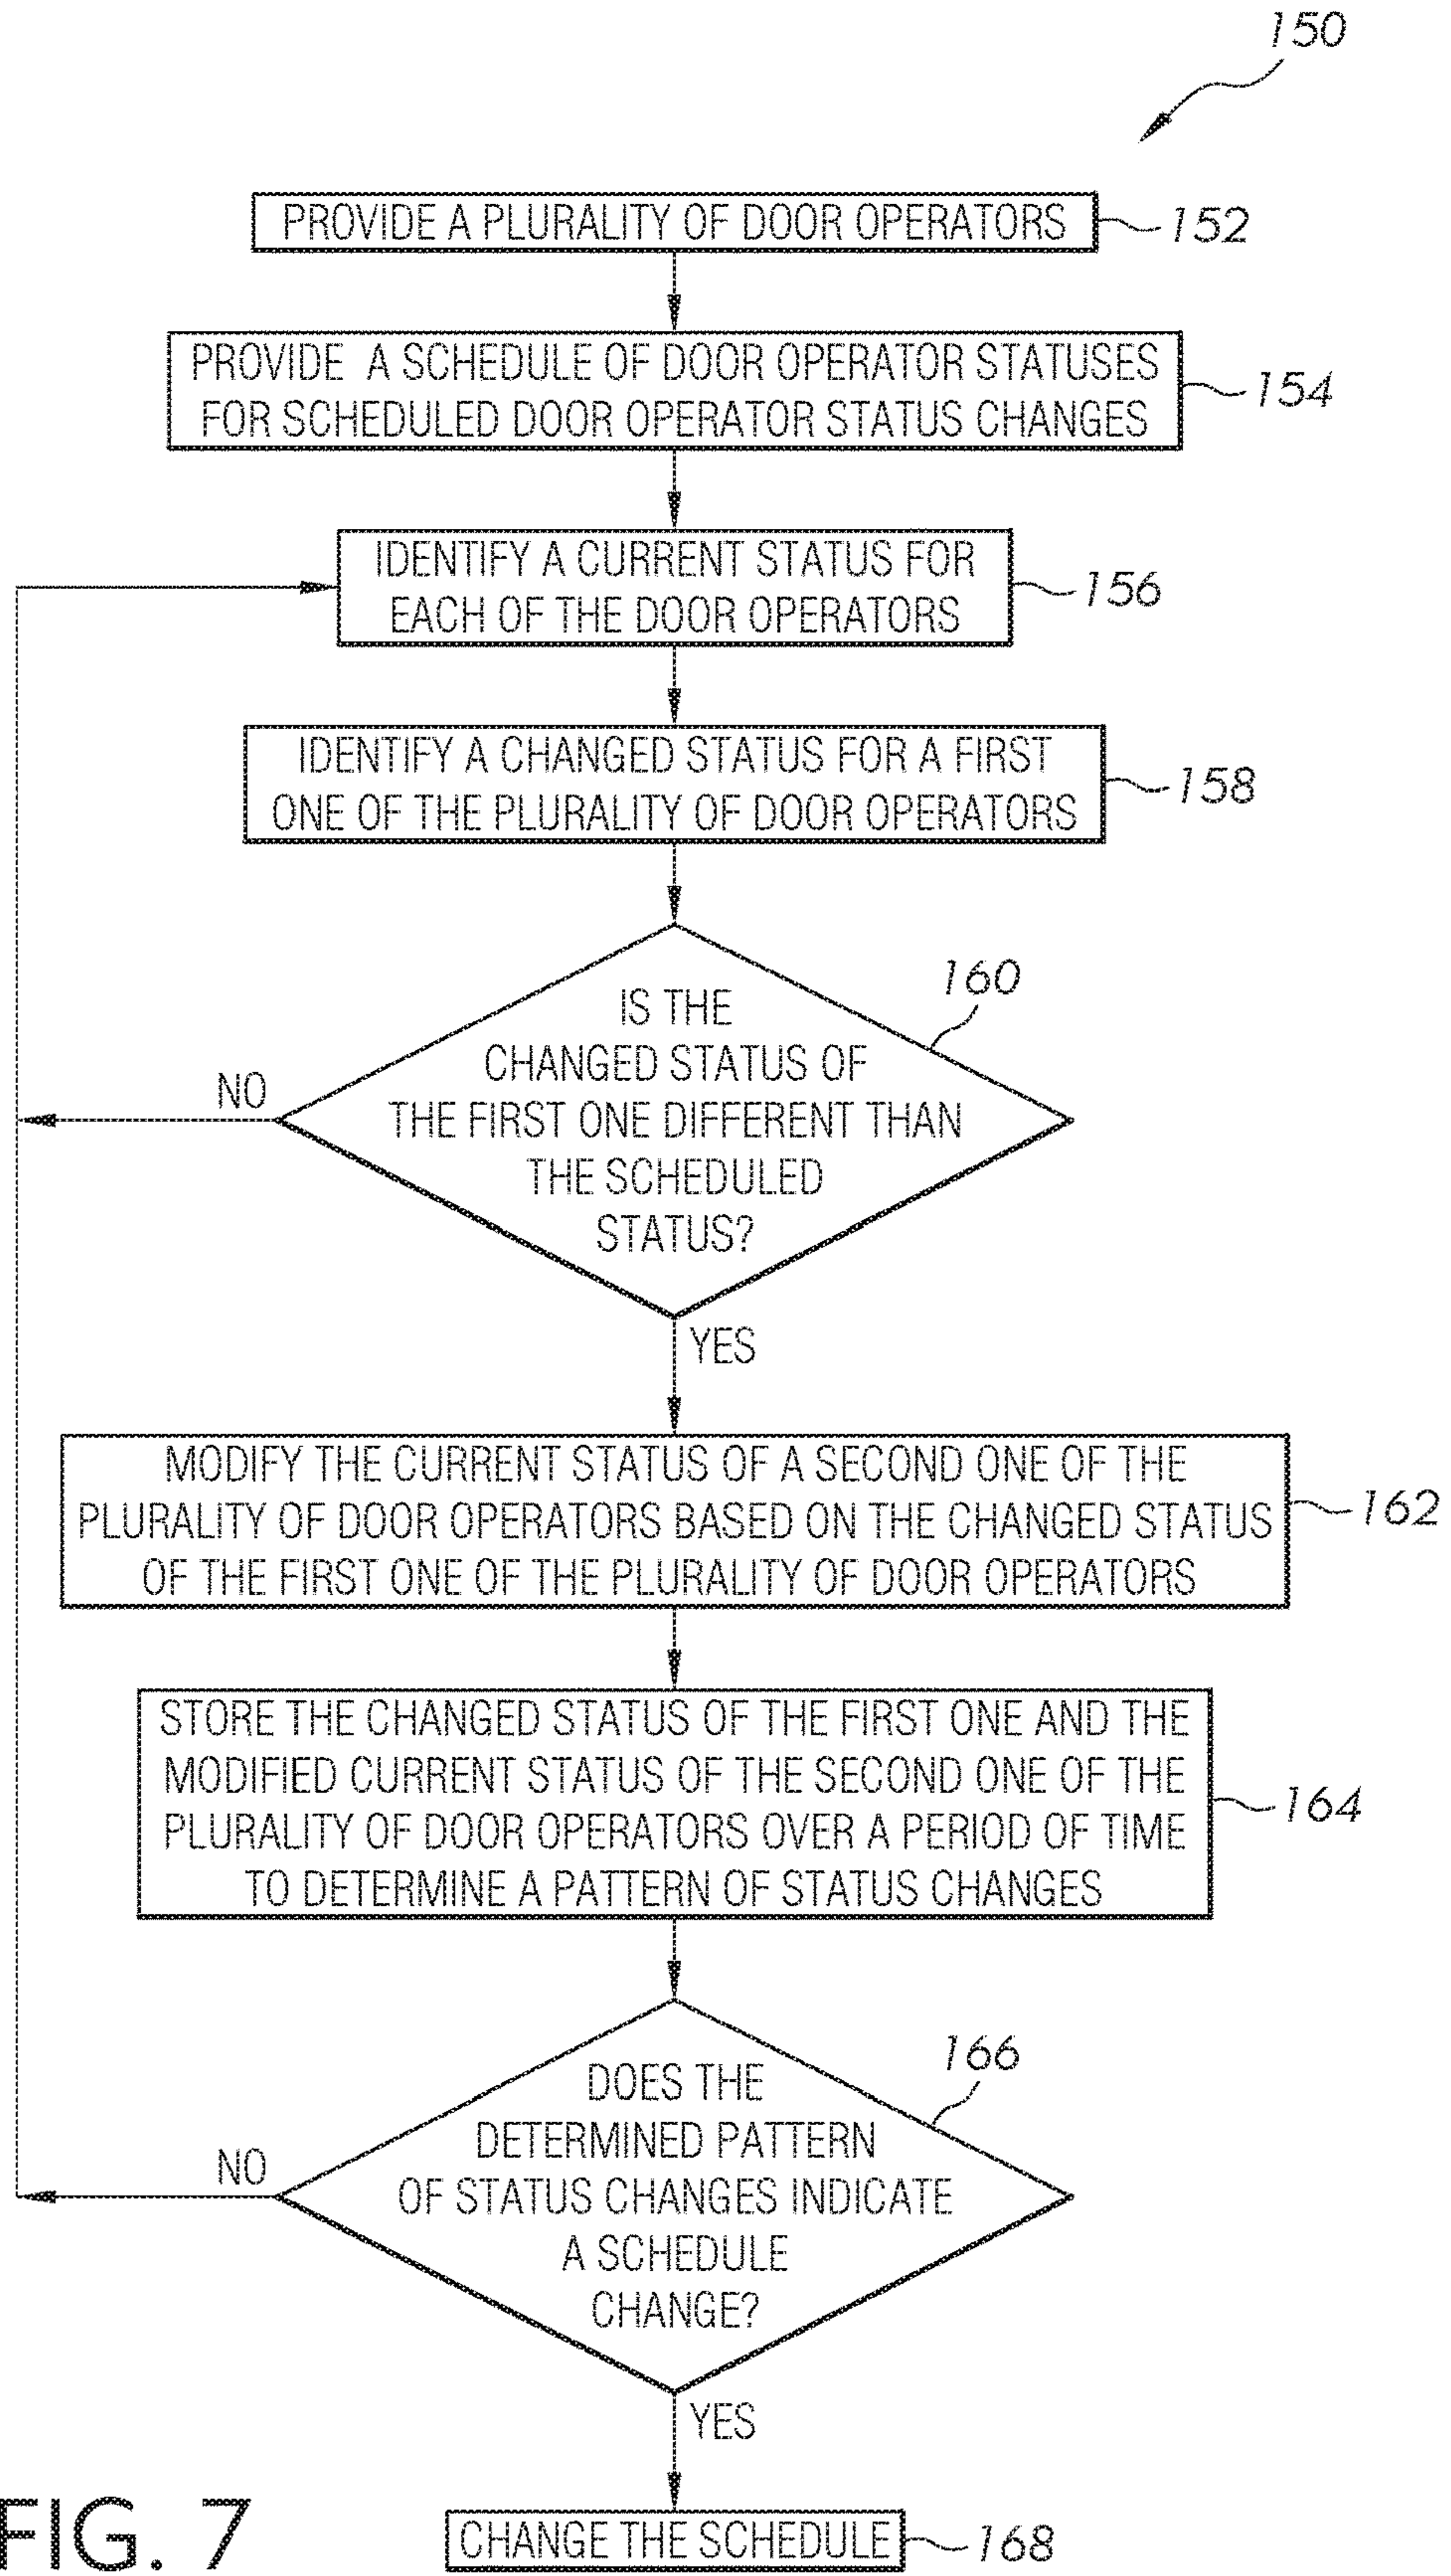 150
PROVIDE A PLURALITY OF DOOR OPERATORS
152
PROVIDE A SCHEDULE OF DOOR OPERATOR STATUSES
FOR SCHEDULED DOOR OPERATOR STATUS CHANGES
154
IDENTIFY A CURRENT STATUS FOR
EACH OF THE DOOR OPERATORS
156
IDENTIFY A CHANGED STATUS FOR A FIRST
ONE OF THE PLURALITY OF DOOR OPERATORS
158
160
IS THE
CHANGED STATUS OF
THE FIRST ONE DIFFERENT THAN
THE SCHEDULED
STATUS?
NO
YES
MODIFY THE CURRENT STATUS OF A SECOND ONE OF THE
PLURALITY OF DOOR OPERATORS BASED ON THE CHANGED STATUS
OF THE FIRST ONE OF THE PLURALITY OF DOOR OPERATORS
162
STORE THE CHANGED STATUS OF THE FIRST ONE AND THE
MODIFIED CURRENT STATUS OF THE SECOND ONE OF THE
PLURALITY OF DOOR OPERATORS OVER A PERIOD OF TIME
TO DETERMINE A PATTERN OF STATUS CHANGES
164
166
DOES THE
DETERMINED PATTERN
OF STATUS CHANGES INDICATE
A SCHEDULE
CHANGE?
NO
YES
CHANGE THE SCHEDULE
168
FIG. 7